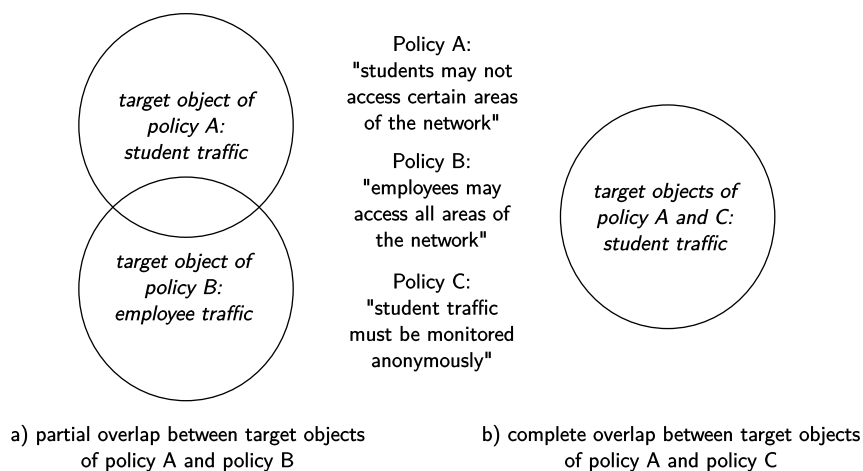 target object of
policy A:
student traffic
target object of
policy B:
employee traffic
Policy A:
"students may not
access certain areas
of the network"
Policy B:
"employees may
access all areas of
the network"
Policy C:
"student traffic
must be monitored
anonymously"
target objects of
policy A and C:
student traffic
a) partial overlap between target objects
of policy A and policy B
b) complete overlap between target objects
of policy A and policy C